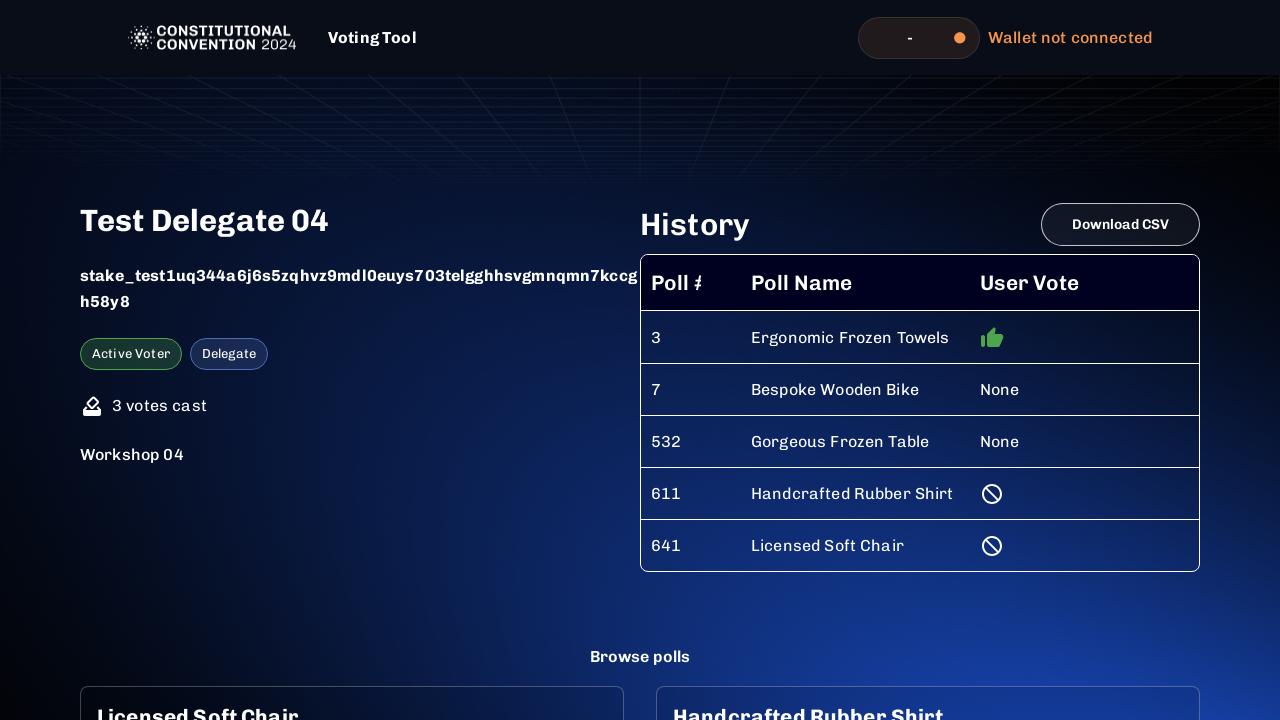 CONSTITUTIONAL
CONVENTION 2024
Voting Tool
-
Wallet not connected
Test Delegate 04
stake_test1uq344a6j6s5zqhvz9mdl0euys703telgghhsvgmnqmn7kccg
h58y8
Active Voter
Delegate
3 votes cast
Workshop 04
History
Download CSV
Poll #
Poll Name
User Vote
3
Ergonomic Frozen Towels
7
Bespoke Wooden Bike
None
532
Gorgeous Frozen Table
None
611
Handcrafted Rubber Shirt
641
Licensed Soft Chair
Browse polls
Licensed Soft Chair
Handcrafted Rubber Shirt